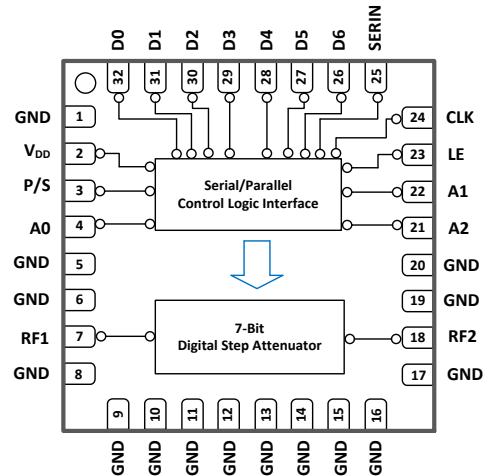 D0 D1 D2 D3 D4 D5 D6 SERIN
32 31 30 29 28 27 26 25
GND 1
24 CLK
VDD 2
23 LE
P/S 3
22 A1
A0 4
21 A2
Serial/Parallel
Control Logic Interface
GND 5
20 GND
GND 6
19 GND
RF1 7
18 RF2
7-Bit
Digital Step Attenuator
GND 8
17 GND
9 10 11 12 13 14 15 16
GND GND GND GND GND GND GND GND